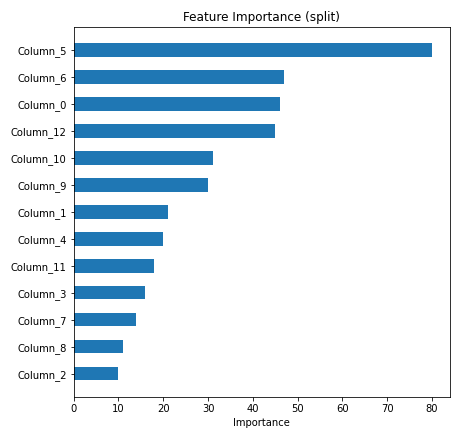 Feature Importance (split)
Column_5
Column_6
Column_0
Column_12
Column_10
Column_9
Column_1
Column_4
Column_11
Column_3
Column_7
Column_8
Column_2
0 10 20 30 40 50 60 70 80
Importance